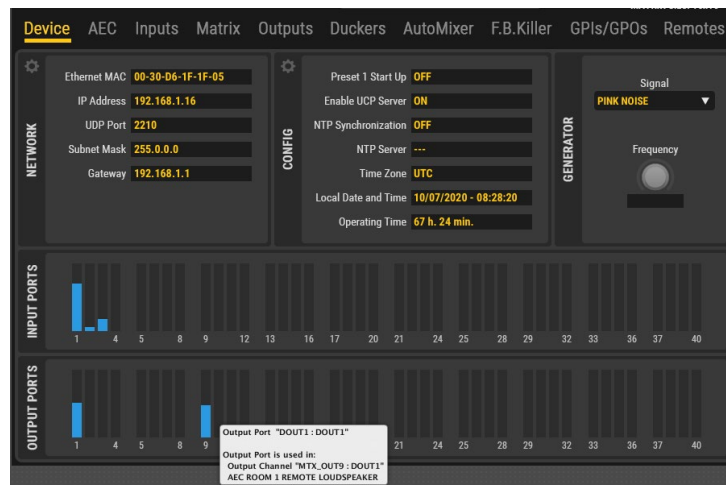 Device AEC Inputs Matrix Outputs Duckers AutoMixer F.B.Killer GPIs/GPOs Remotes
NETWORK
Ethernet MAC 00-30-D6-1F-1F-05
IP Address 192.168.1.16
UDP Port 2210
Subnet Mask 255.0.0.0
Gateway 192.168.1.1
CONFIG
Preset 1 Start Up OFF
Enable UCP Server ON
NTP Synchronization OFF
NTP Server ---
Time Zone UTC
Local Date and Time 10/07/2020 - 08:28:20
Operating Time 67 h. 24 min.
GENERATOR
Signal
PINK NOISE
Frequency
INPUT PORTS
1 4 5 8 9 12 13 16 17 20 21 24 25 28 29 32 33 36 37 40
OUTPUT PORTS
1 4 5 8 9 21 24 25 28 29 32 33 36 37 40
Output Port "DOUT1 : DOUT1"
Output Port is used in:
Output Channel "MTX_OUT9 : DOUT1"
AEC ROOM 1 REMOTE LOUDSPEAKER